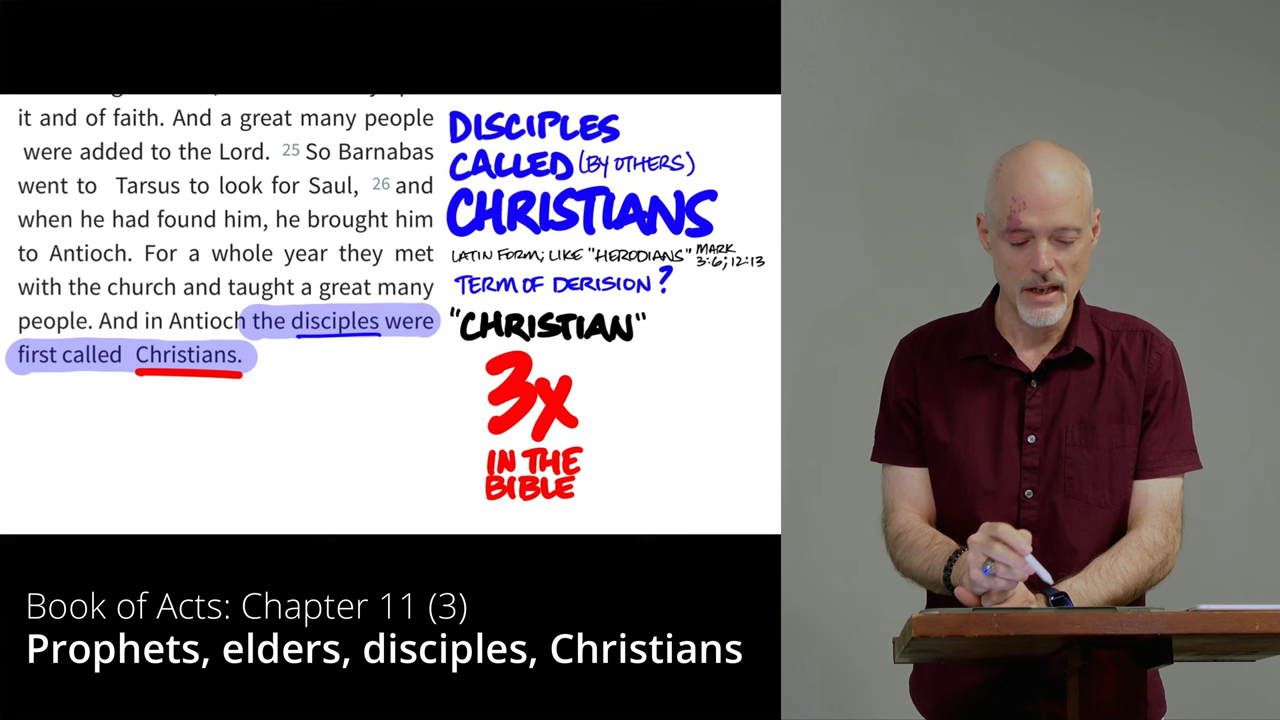 it and of faith. And a great many people
were added to the Lord. 25 So Barnabas
went to Tarsus to look for Saul, 26 and
when he had found him, he brought him
to Antioch. For a whole year they met
with the church and taught a great many
people. And in Antioch the disciples were
first called Christians.
DISCIPLES
CALLED (BY OTHERS)
CHRISTIANS
LATIN FORM; LIKE "HERODIANS" MARK 3:6; 12:13
TERM OF DERISION?
"CHRISTIAN"
3x
IN THE
BIBLE
Book of Acts: Chapter 11 (3)
Prophets, elders, disciples, Christians